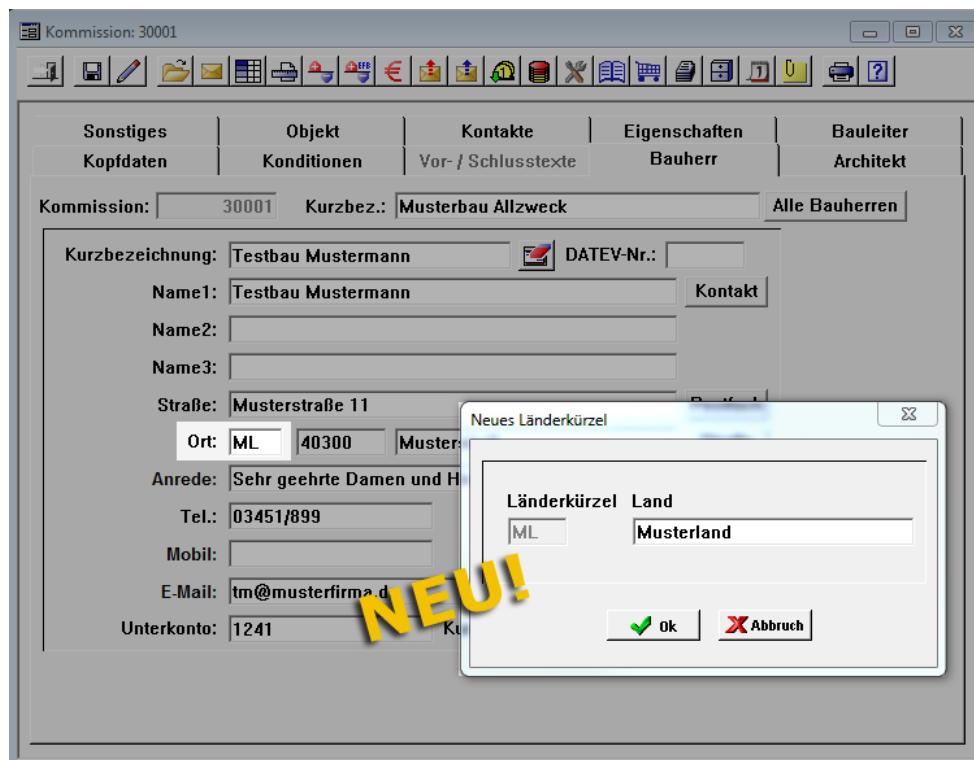 Kommission: 30001
Sonstiges Objekt Kontakte Eigenschaften Bauleiter
Kopfdaten Konditionen Vor- / Schlusstexte Bauherr Architekt
Kommission: 30001 Kurzbez.: Musterbau Allzweck Alle Bauherren
Kurzbezeichnung: Testbau Mustermann DATEV-Nr.:
Name1: Testbau Mustermann Kontakt
Name2:
Name3:
Straße: Musterstraße 11
Ort: ML 40300
Anrede: Sehr geehrte Damen und
Tel.: 03451/899
Mobil:
E-Mail: tm@musterfirma.d
Unterkonto: 1241
NEU!
Neues Länderkürzel
Länderkürzel Land
ML Musterland
Ok Abbruch